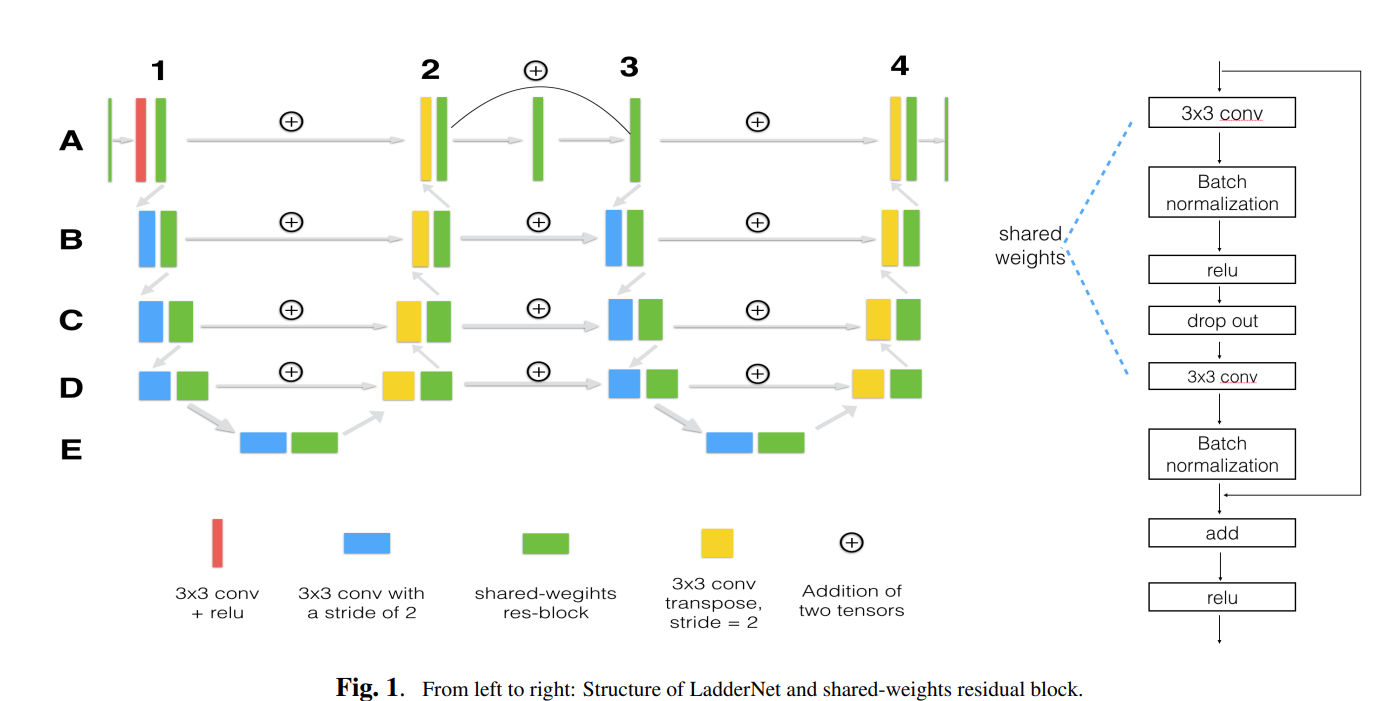 1
2
3
4
A
B
C
D
E
3x3 conv
+ relu
3x3 conv with
a stride of 2
shared-wegihts
res-block
3x3 conv
transpose,
stride = 2
Addition of
two tensors
shared
weights
3x3 conv
Batch
normalization
relu
drop out
3x3 conv
Batch
normalization
add
relu
Fig. 1. From left to right: Structure of LadderNet and shared-weights residual block.